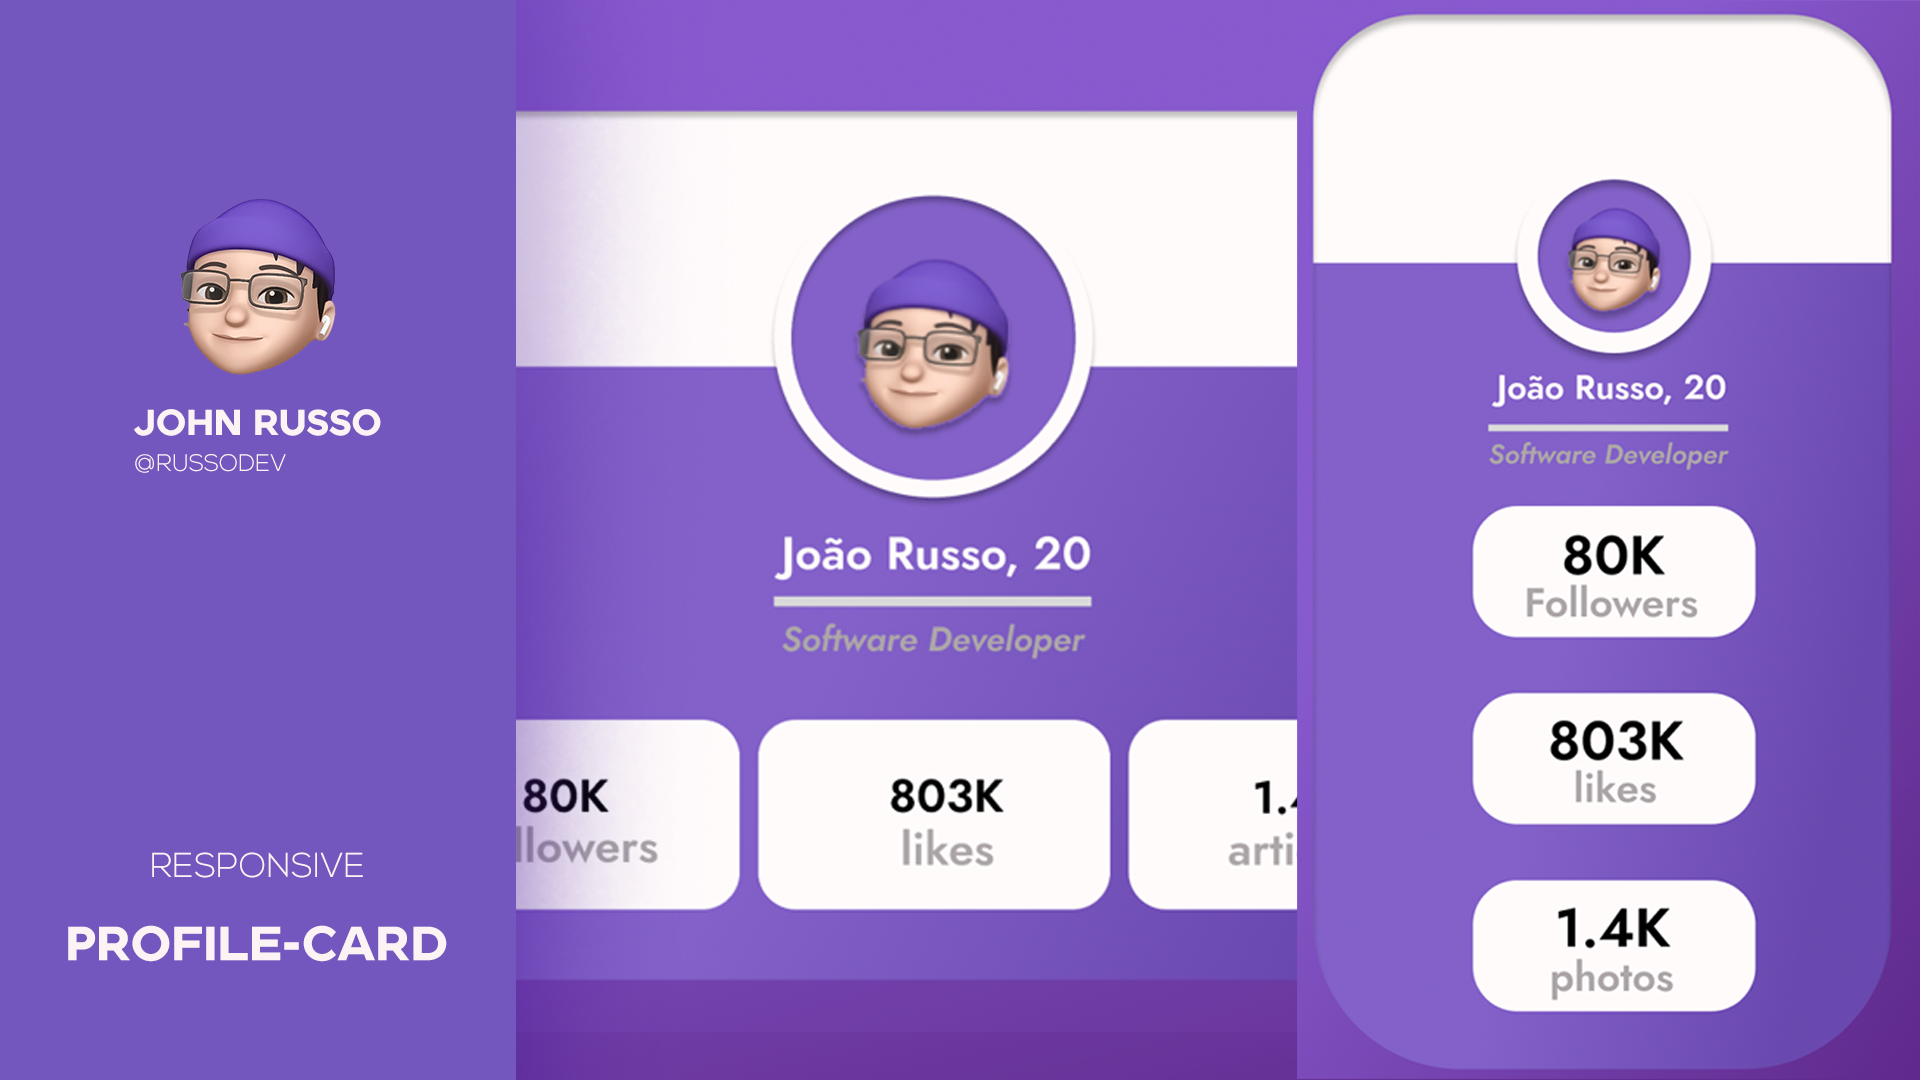 JOHN RUSSO
@RUSSODEV
RESPONSIVE
PROFILE-CARD
João Russo, 20
Software Developer
80K
llowers
803K
likes
1.4
arti
João Russo, 20
Software Developer
80K
Followers
803K
likes
1.4K
photos